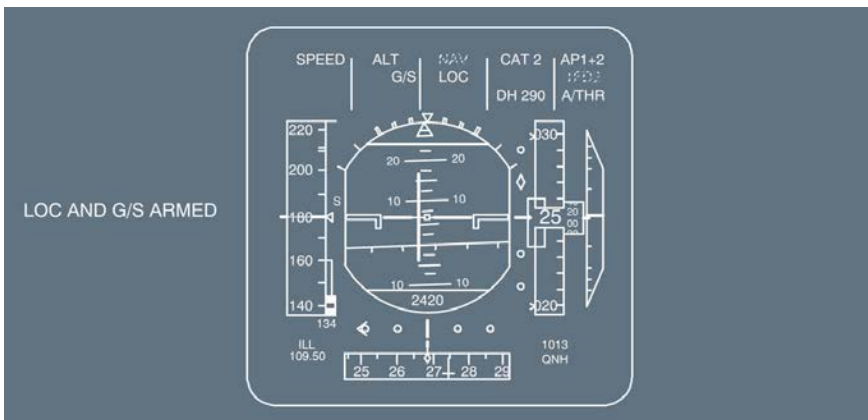 SPEED ALT NAV CAT 2 AP1+2
G/S LOC
DH 290 A/THR
220
200
S
180
160
140
134
20 20
10 10
10 10
2420
030
25
20
00
020
LOC AND G/S ARMED
ILL
109.50
1013
QNH
25 26 27 28 29